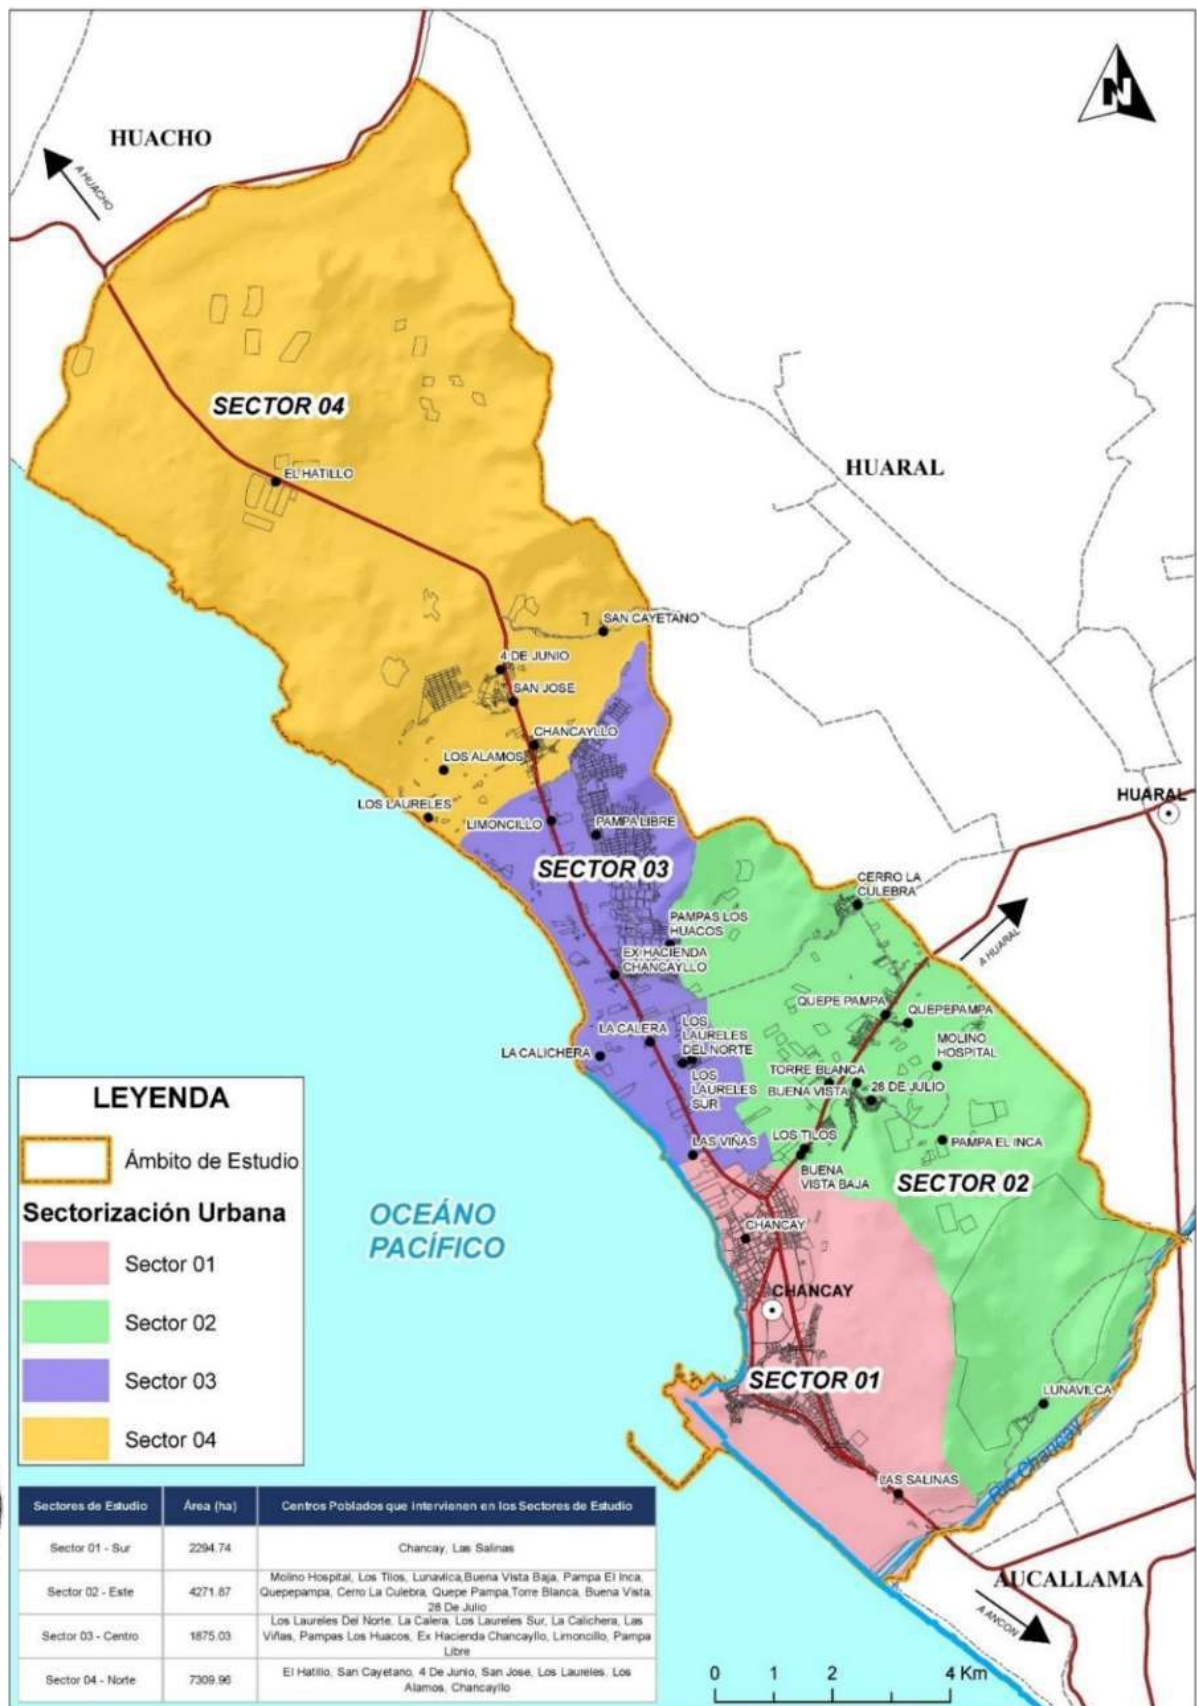 N
HUACHO
A HUACHO
SECTOR 04
HUARAL
EL HATILLO
SAN CAYETANO
4 DE JUNIO
SAN JOSE
CHANCAYLLO
LOS ALAMOS
LOS LAURELES
LIMONCILLO
PAMPA LIBRE
HUARAL
SECTOR 03
CERRO LA
CULEBRA
PAMPAS LOS
HUACOS
A HUARAL
EX HACIENDA
CHANCAYLLO
QUEPE PAMPA
QUEPEPAMPA
LA CALERA
LOS
LAURELES
DEL NORTE
LA CALICHERA
MOLINO
HOSPITAL
LOS
LAURELES
SUR
TORRE BLANCA
BUENA VISTA
28 DE JULIO
LOS TILOS
LAS VIÑAS
PAMPA EL INCA
BUENA
VISTA BAJA
SECTOR 02
CHANCAY
OCEÁNO
PACÍFICO
CHANCAY
SECTOR 01
LUNAVILCA
Río Chancay
LAS SALINAS
AUCALLAMA
A ANCON
LEYENDA
Ámbito de Estudio
Sectorización Urbana
Sector 01
Sector 02
Sector 03
Sector 04
Sectores de Estudio Área (ha) Centros Poblados que intervienen en los Sectores de Estudio
Sector 01 - Sur 2294.74 Chancay, Las Salinas
Sector 02 - Este 4271.87 Molino Hospital, Los Tilos, Lunavilca,Buena Vista Baja, Pampa El Inca,
Quepepampa, Cerro La Culebra, Quepe Pampa,Torre Blanca, Buena Vista,
28 De Julio
Sector 03 - Centro 1875.03 Los Laureles Del Norte, La Calera, Los Laureles Sur, La Calichera, Las
Viñas, Pampas Los Huacos, Ex Hacienda Chancayllo, Limoncillo, Pampa
Libre
Sector 04 - Norte 7309.96 El Hatillo, San Cayetano, 4 De Junio, San Jose, Los Laureles, Los
Alamos, Chancayllo
0 1 2 4 Km